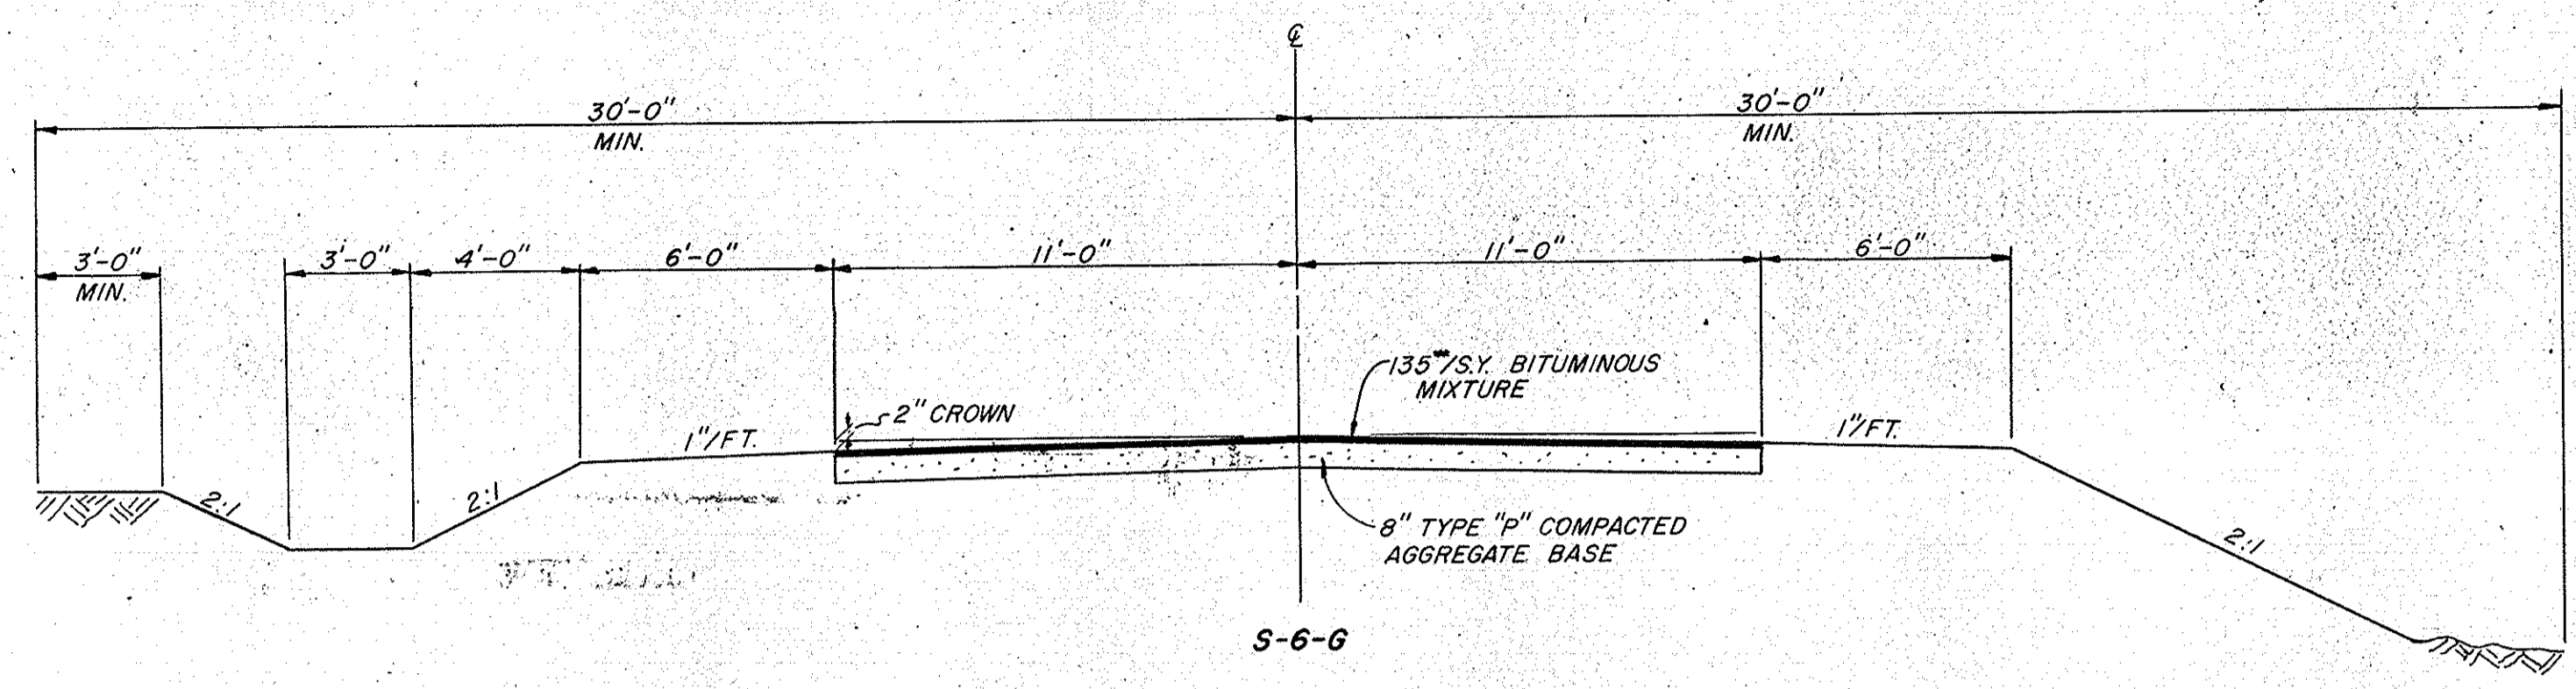 ℄
30'-0"
MIN.
30'-0"
MIN.
3'-0"
MIN.
3'-0"
4'-0"
6'-0"
11'-0"
11'-0"
6'-0"
135#/S.Y. BITUMINOUS
MIXTURE
2" CROWN
1"/FT.
1"/FT.
2:1
2:1
8" TYPE "P" COMPACTED
AGGREGATE BASE
2:1
S-6-G